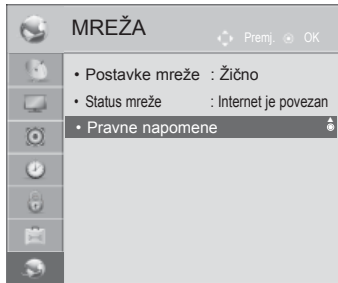 MREŽA
Premj. OK
• Postavke mreže : Žično
• Status mreže : Internet je povezan
• Pravne napomene